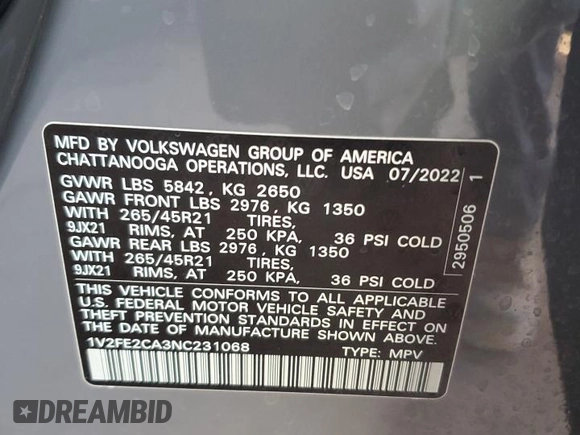 MFD BY VOLKSWAGEN GROUP OF AMERICA
CHATTANOOGA OPERATIONS, LLC. USA 07/2022
GVWR LBS 5842, KG 2650
GAWR FRONT LBS 2976, KG 1350
WITH 265/45R21 TIRES,
9JX21 RIMS, AT 250 KPA, 36 PSI COLD
GAWR REAR LBS 2976, KG 1350
WITH 265/45R21 TIRES,
9JX21 RIMS, AT 250 KPA, 36 PSI COLD
THIS VEHICLE CONFORMS TO ALL APPLICABLE
U.S. FEDERAL MOTOR VEHICLE SAFETY AND
THEFT PREVENTION STANDARDS IN EFFECT ON
THE DATE OF MANUFACTURE SHOWN ABOVE.
1V2FE2CA3NC231068 TYPE: MPV
2950506 1
DREAMBID